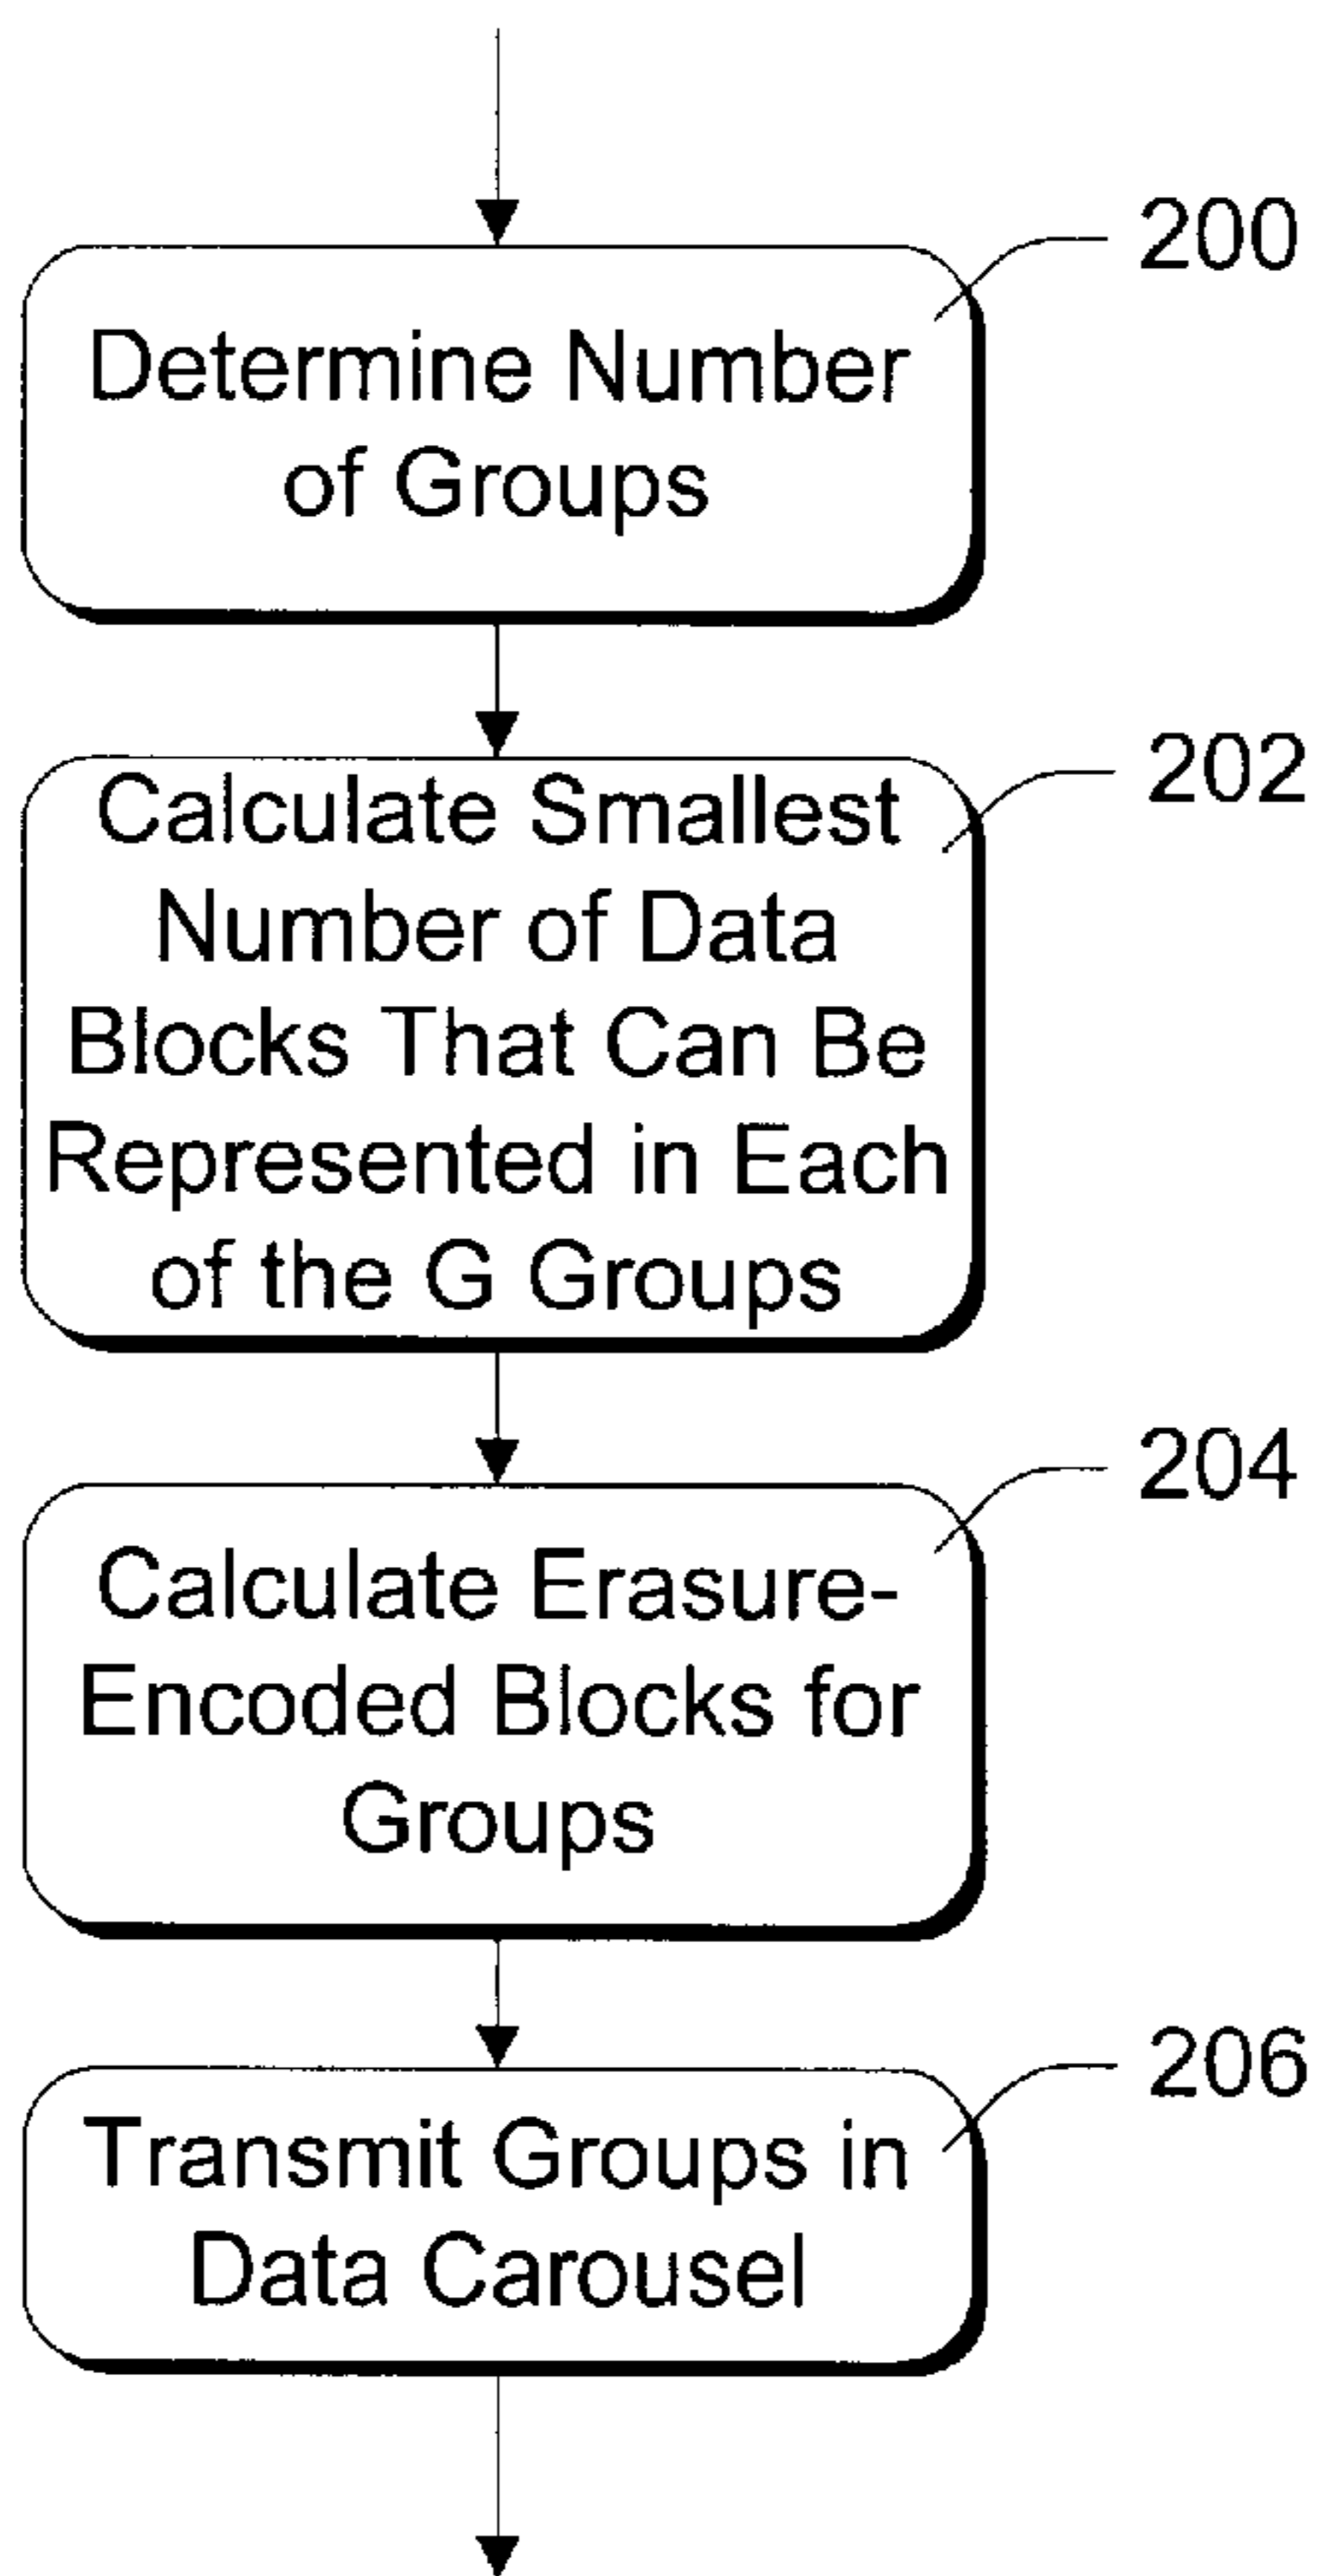 200
Determine Number
of Groups
202
Calculate Smallest
Number of Data
Blocks That Can Be
Represented in Each
of the G Groups
204
Calculate Erasure-
Encoded Blocks for
Groups
206
Transmit Groups in
Data Carousel